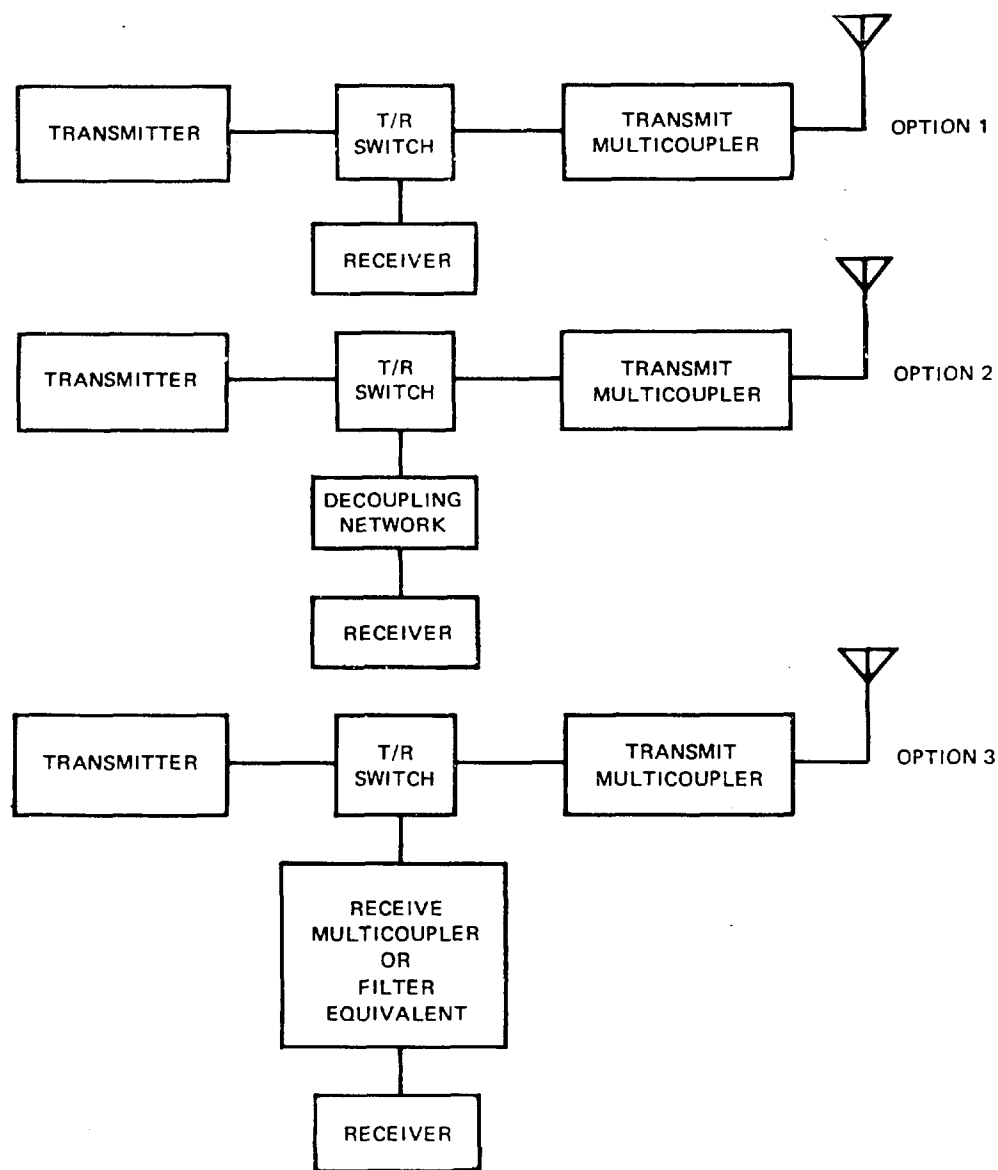 TRANSMITTER
T/R
SWITCH
TRANSMIT
MULTICOUPLER
OPTION 1
RECEIVER
TRANSMITTER
T/R
SWITCH
TRANSMIT
MULTICOUPLER
OPTION 2
DECOUPLING
NETWORK
RECEIVER
TRANSMITTER
T/R
SWITCH
TRANSMIT
MULTICOUPLER
OPTION 3
RECEIVE
MULTICOUPLER
OR
FILTER
EQUIVALENT
RECEIVER